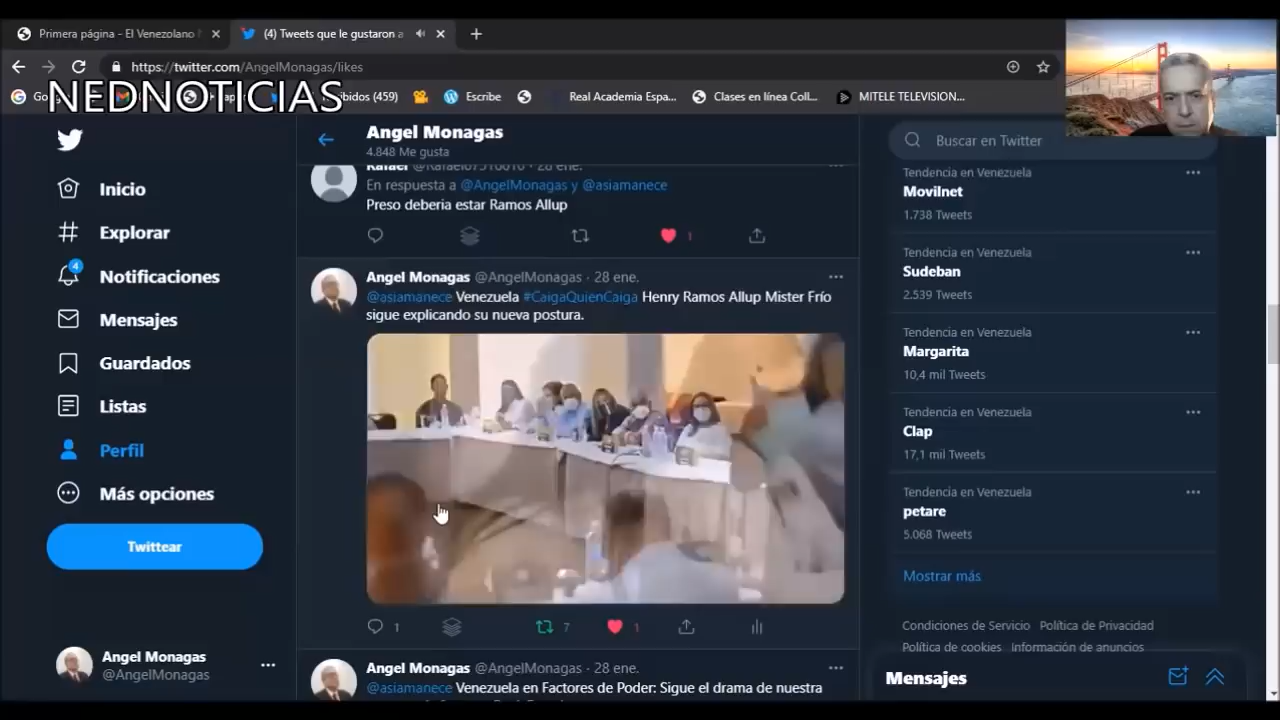 Primera página - El Venezolano
(4) Tweets que le gustaron a
https://twitter.com/AngelMonagas/likes
NEDNOTICIAS
ibidos (459)
Escribe
Real Academia Espa...
Clases en línea Coll...
MITELE TELEVISION...
Inicio
Explorar
4
Notificaciones
Mensajes
Guardados
Listas
Perfil
Más opciones
Twittear
Angel Monagas
@AngelMonagas
Angel Monagas
4.848 Me gusta
28 ene.
En respuesta a @AngelMonagas y @asiamanece
Preso deberia estar Ramos Allup
1
Angel Monagas @AngelMonagas · 28 ene.
@asiamanece Venezuela #CaigaQuienCaiga Henry Ramos Allup Mister Frío
sigue explicando su nueva postura.
1 7 1
Angel Monagas @AngelMonagas · 28 ene.
@asiamanece Venezuela en Factores de Poder: Sigue el drama de nuestra
Buscar en Twitter
Tendencia en Venezuela
Movilnet
1.738 Tweets
Tendencia en Venezuela
Sudeban
2.539 Tweets
Tendencia en Venezuela
Margarita
10,4 mil Tweets
Tendencia en Venezuela
Clap
17,1 mil Tweets
Tendencia en Venezuela
petare
5.068 Tweets
Mostrar más
Condiciones de Servicio Política de Privacidad
Política de cookies Información de anuncios
Mensajes